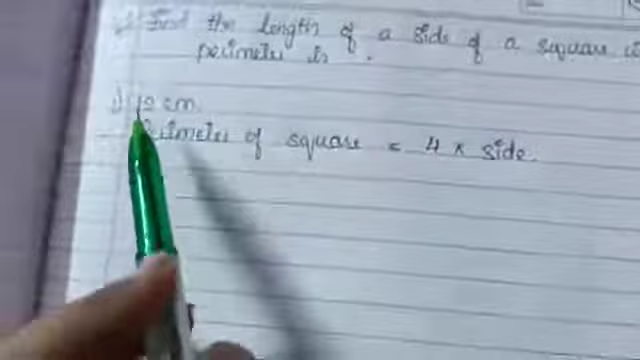 Find the length of a side of a square
perimeter is .
i) cm
Perimeter of square = 4 × side.